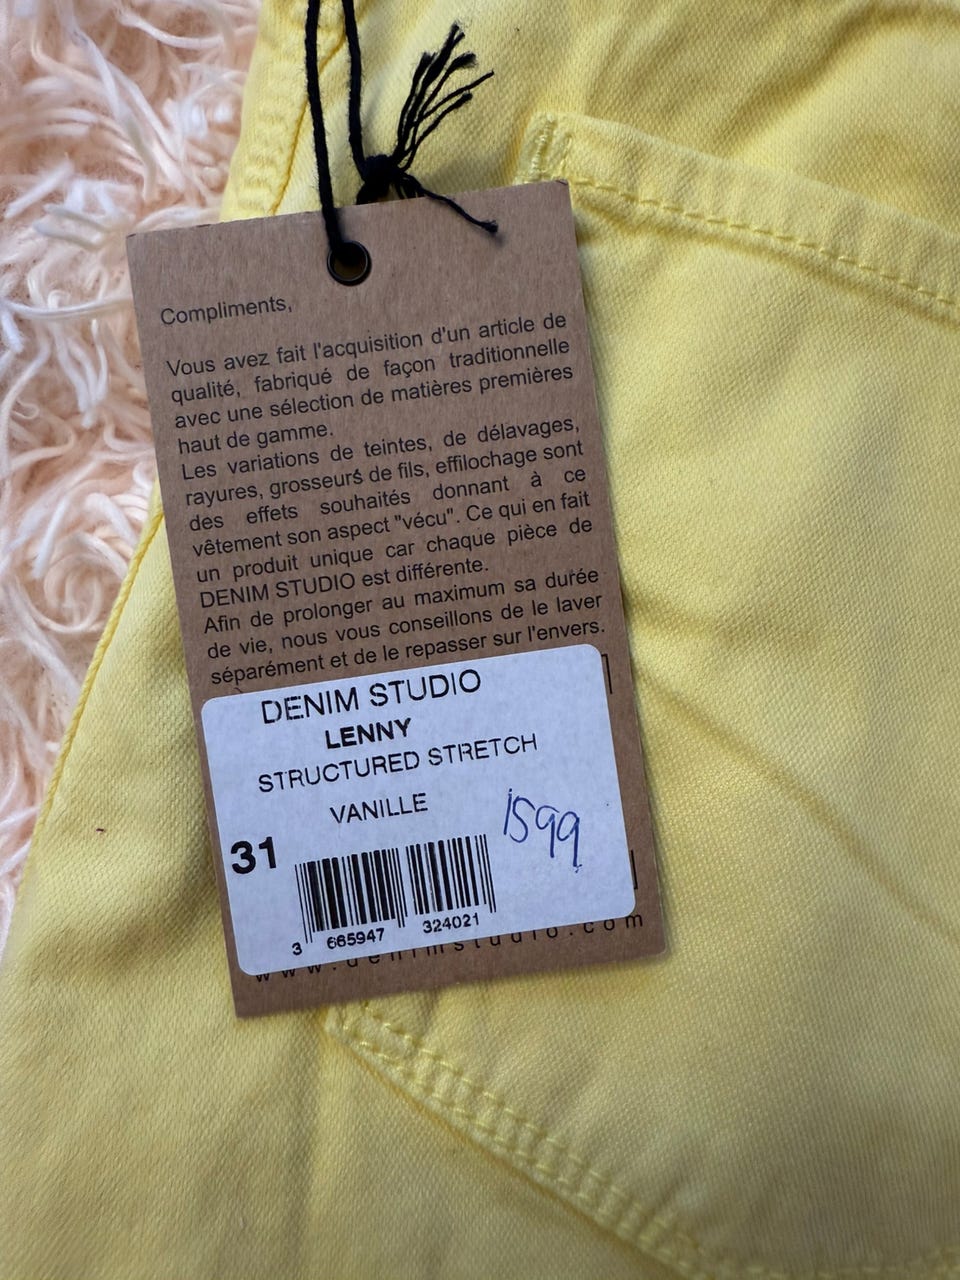 Compliments,
Vous avez fait l'acquisition d'un article de
qualité, fabriqué de façon traditionnelle
avec une sélection de matières premières
haut de gamme.
Les variations de teintes, de délavages,
rayures, grosseurs de fils, effilochage sont
des effets souhaités donnant à ce
vêtement son aspect "vécu". Ce qui en fait
un produit unique car chaque pièce de
DENIM STUDIO est différente.
Afin de prolonger au maximum sa durée
de vie, nous vous conseillons de le laver
séparément et de le repasser sur l'envers.
DENIM STUDIO
LENNY
STRUCTURED STRETCH
VANILLE
1599
31
3 665947 324021
www.denimstudio.com